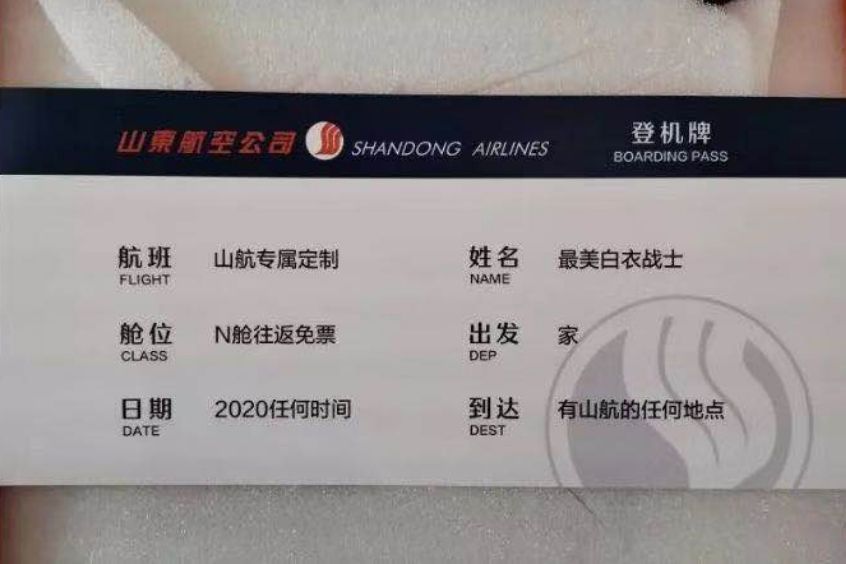 山東航空公司 SHANDONG AIRLINES 登机牌
BOARDING PASS
航班 山航专属定制 姓名 最美白衣战士
FLIGHT NAME
舱位 N舱往返免票 出发 家
CLASS DEP
日期 2020任何时间 到达 有山航的任何地点
DATE DEST